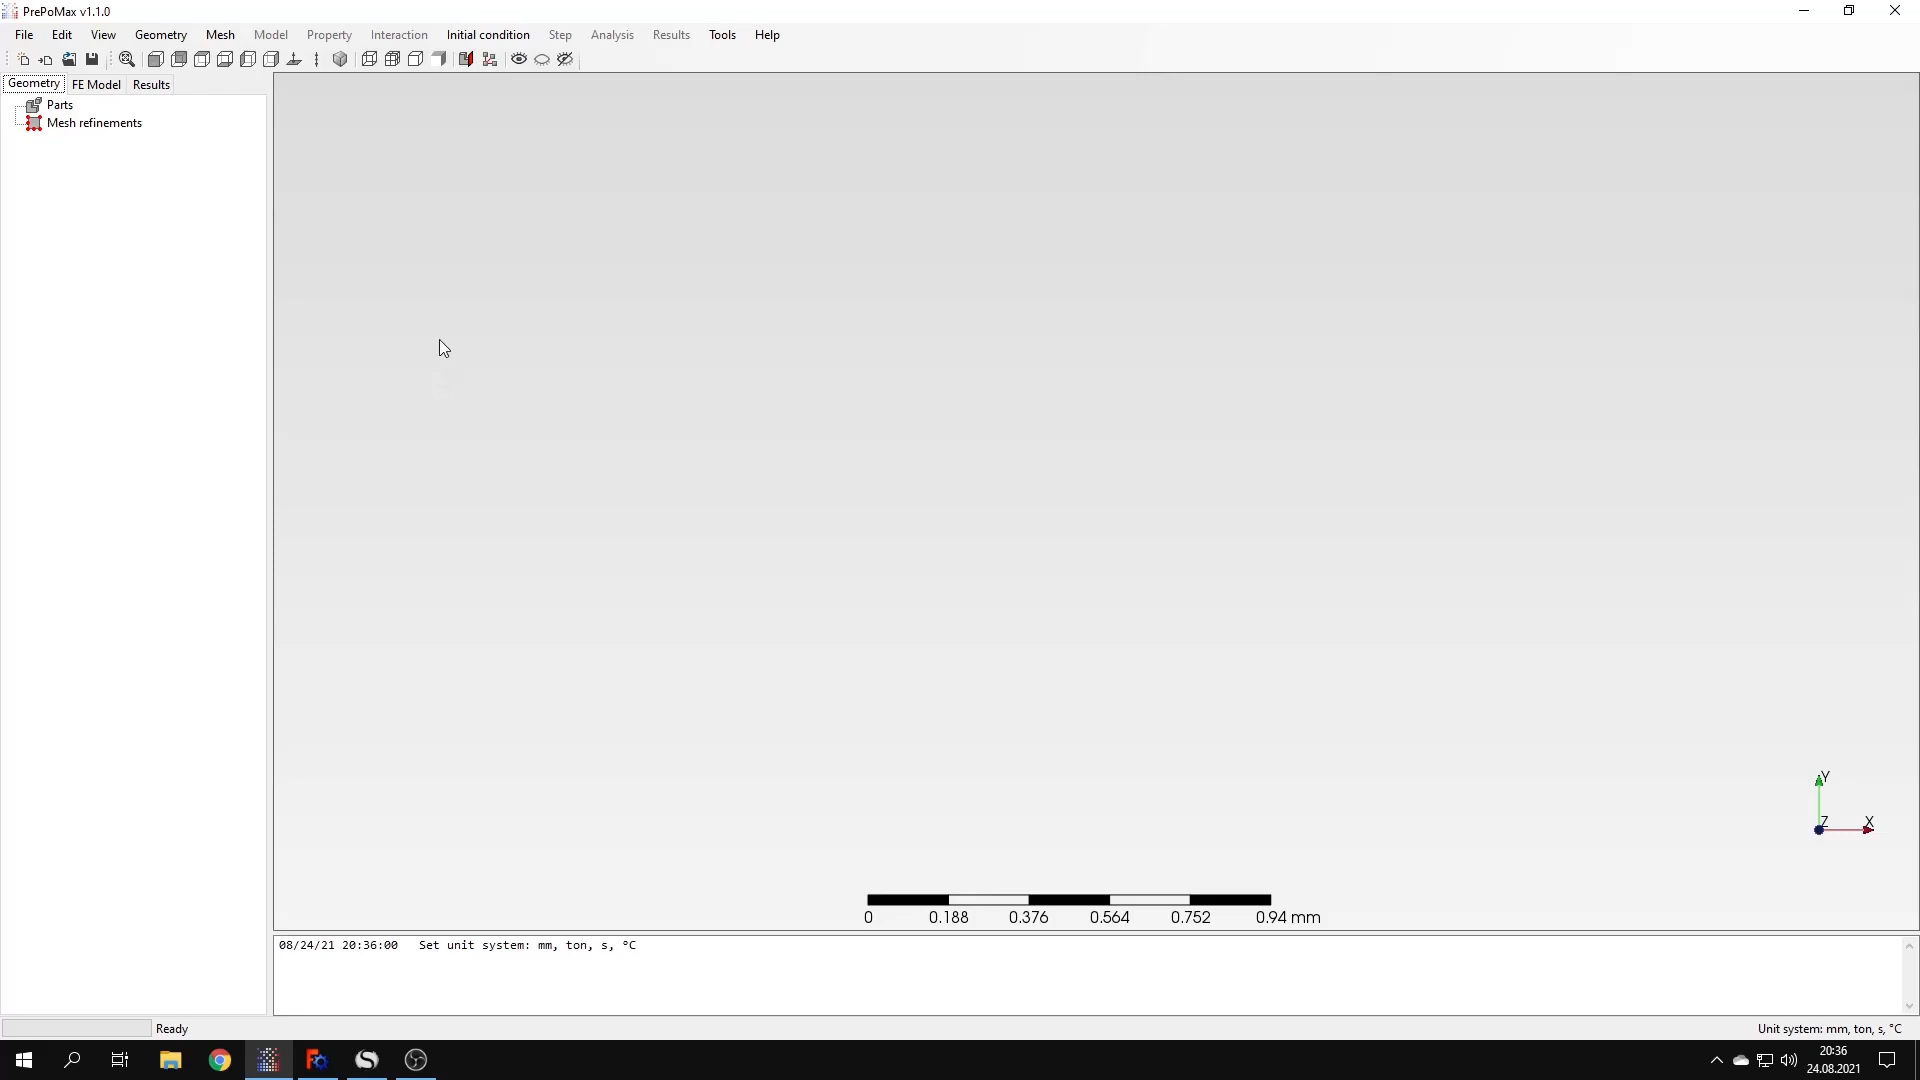 PrePoMax v1.1.0
File Edit View Geometry Mesh Model Property Interaction Initial condition Step Analysis Results Tools Help
Geometry FE Model Results
Parts
Mesh refinements
Y
Z X
0 0.188 0.376 0.564 0.752 0.94 mm
08/24/21 20:36:00 Set unit system: mm, ton, s, °C
Ready Unit system: mm, ton, s, °C
20:36
24.08.2021